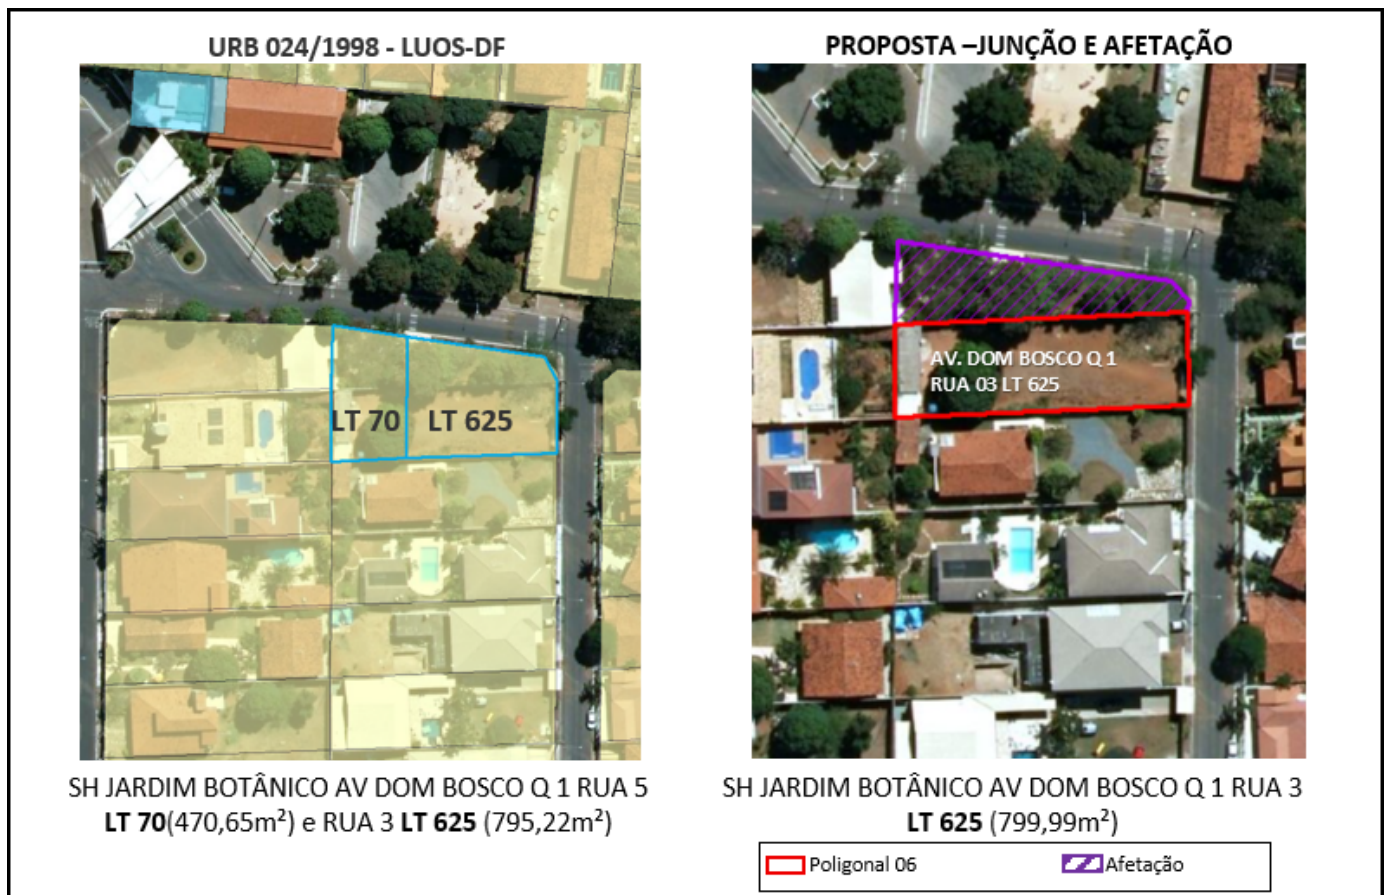 URB 024/1998 - LUOS-DF
LT 70
LT 625
SH JARDIM BOTÂNICO AV DOM BOSCO Q 1 RUA 5
LT 70(470,65m²) e RUA 3 LT 625 (795,22m²)
PROPOSTA –JUNÇÃO E AFETAÇÃO
AV. DOM BOSCO Q 1
RUA 03 LT 625
SH JARDIM BOTÂNICO AV DOM BOSCO Q 1 RUA 3
LT 625 (799,99m²)
Poligonal 06
Afetação